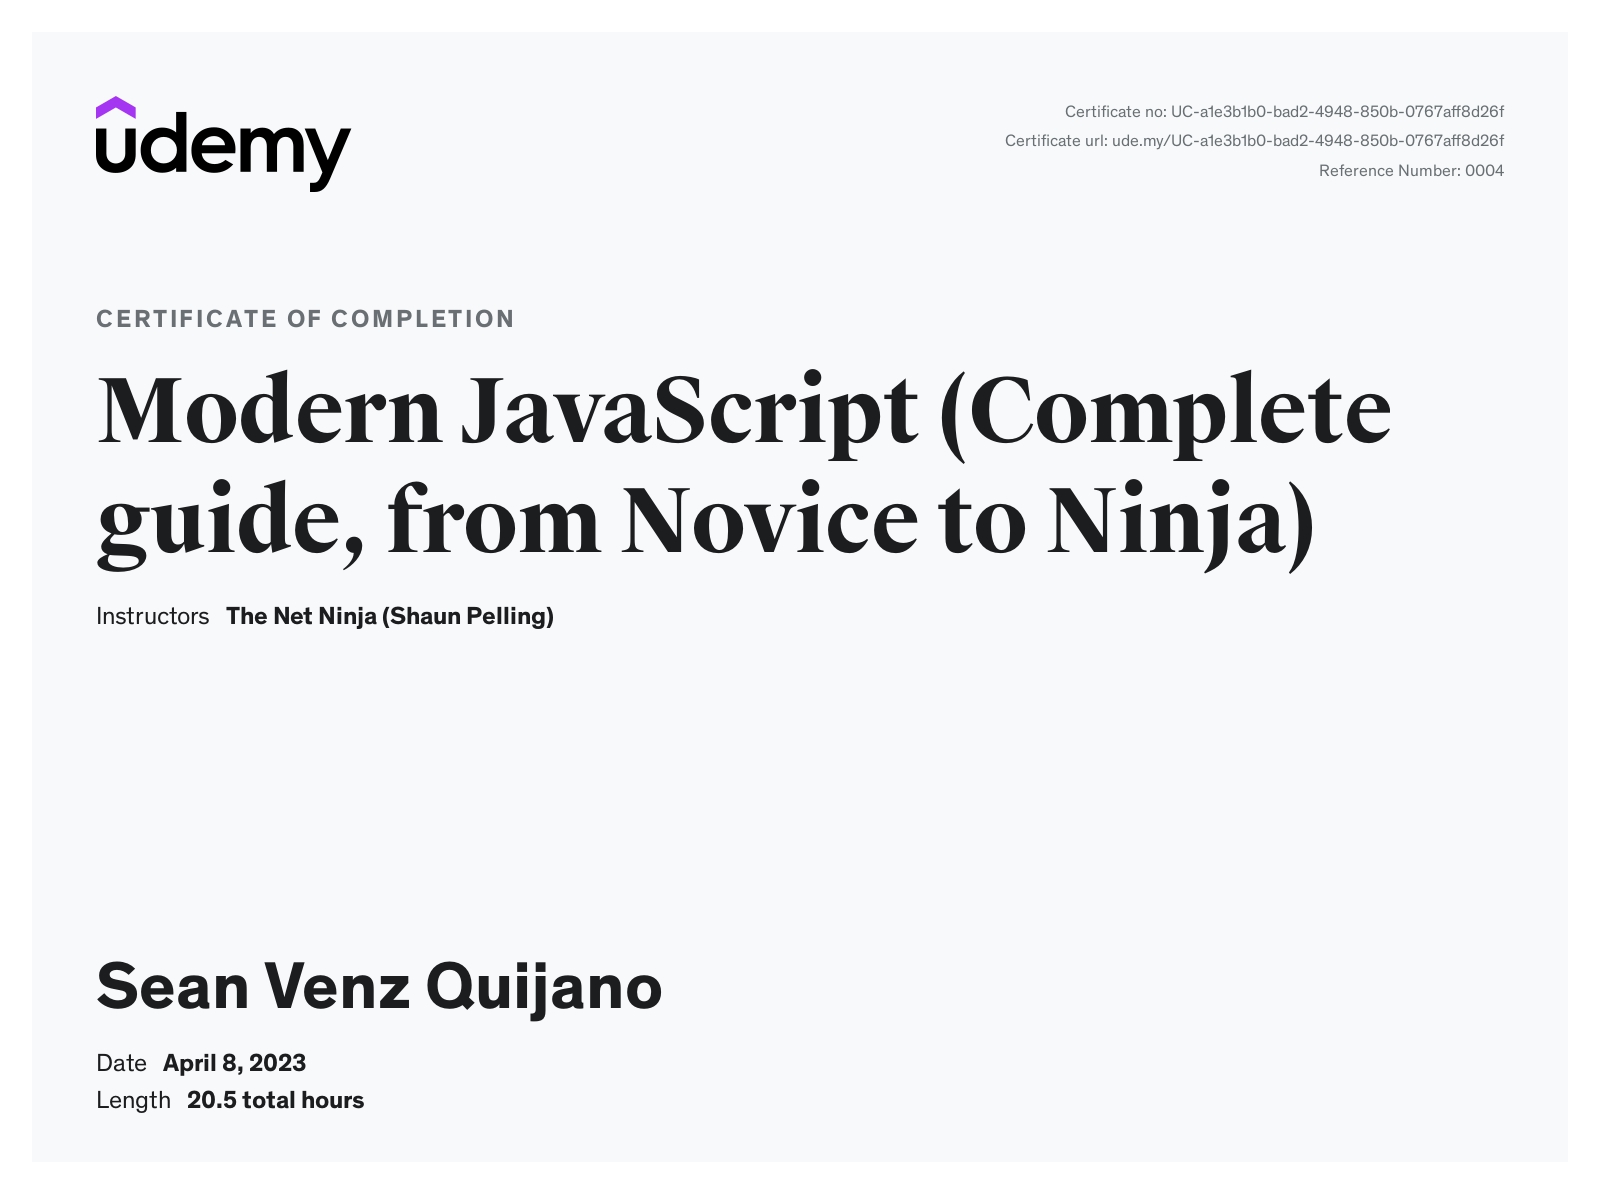 udemy
Certificate no: UC-a1e3b1b0-bad2-4948-850b-0767aff8d26f
Certificate url: ude.my/UC-a1e3b1b0-bad2-4948-850b-0767aff8d26f
Reference Number: 0004
CERTIFICATE OF COMPLETION
Modern JavaScript (Complete
guide, from Novice to Ninja)
Instructors The Net Ninja (Shaun Pelling)
Sean Venz Quijano
Date April 8, 2023
Length 20.5 total hours